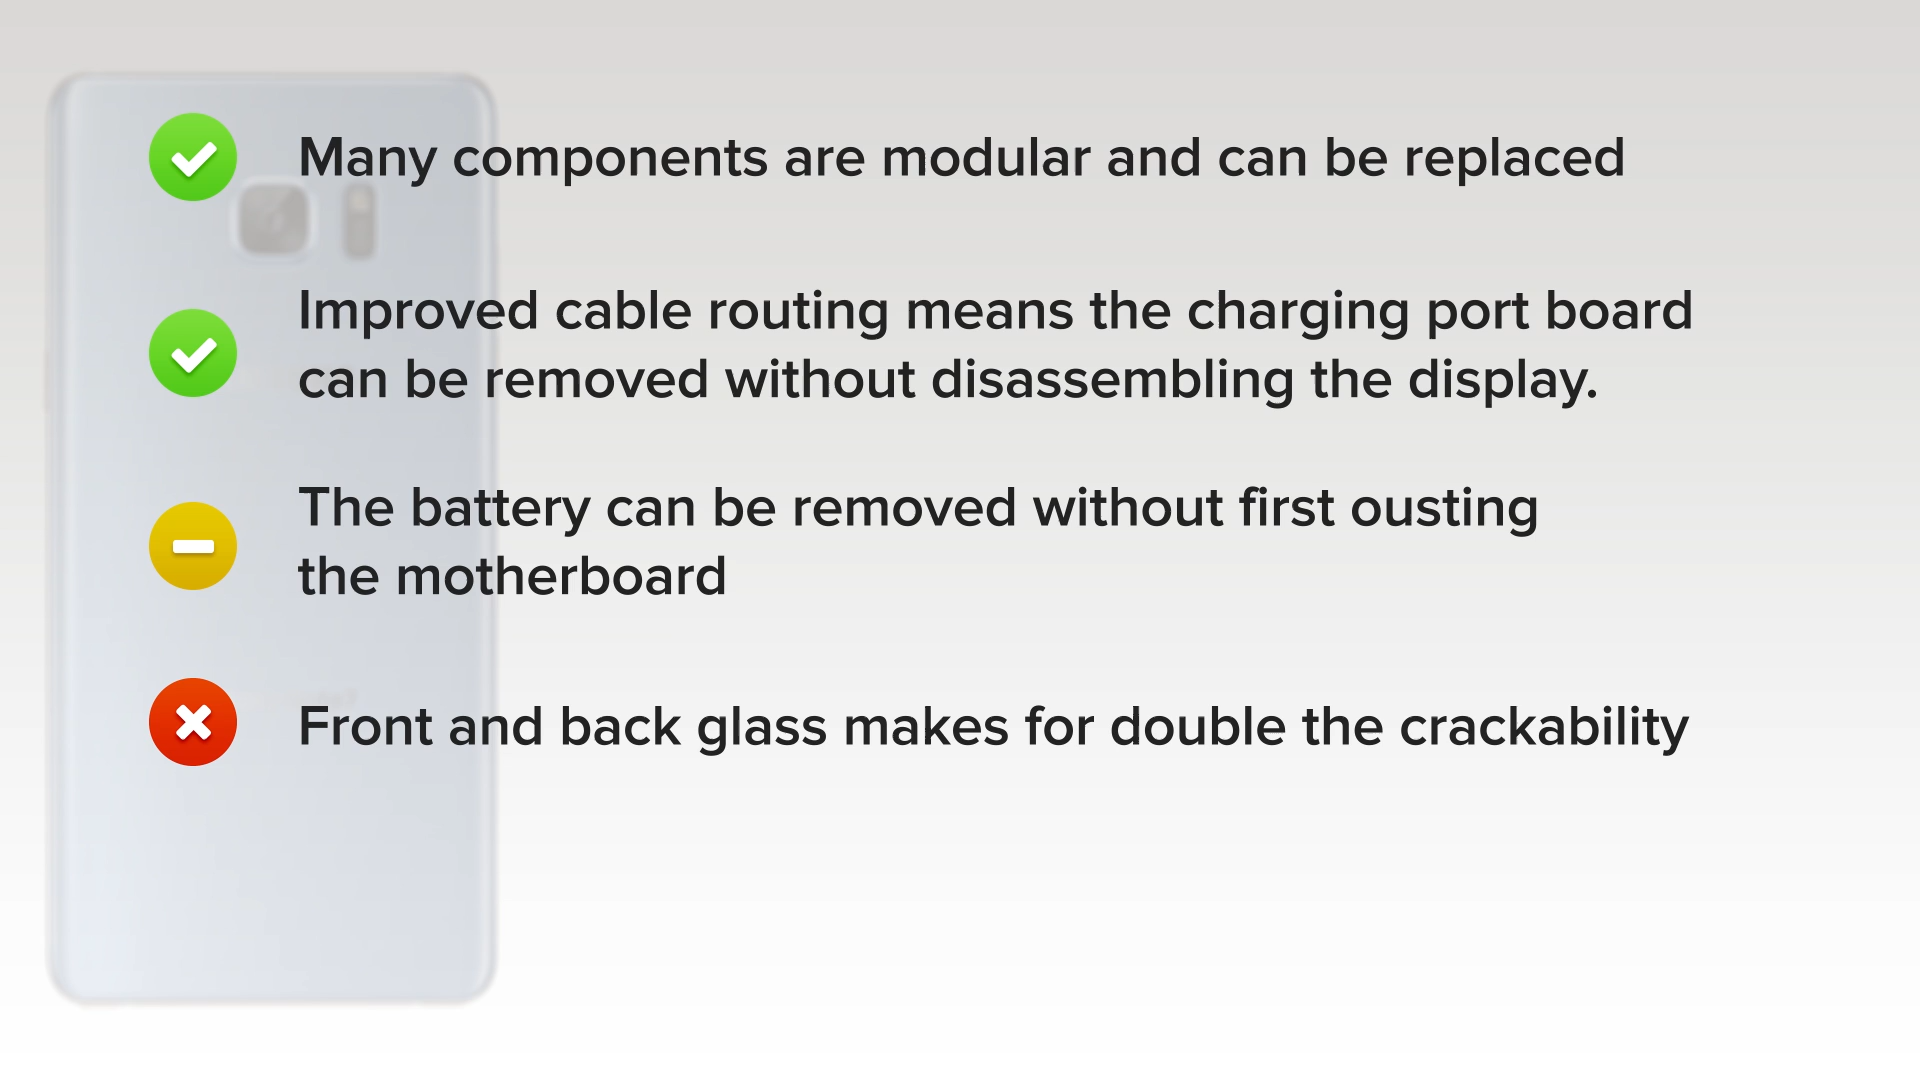 Many components are modular and can be replaced
Improved cable routing means the charging port board
can be removed without disassembling the display.
The battery can be removed without first ousting
the motherboard
Front and back glass makes for double the crackability